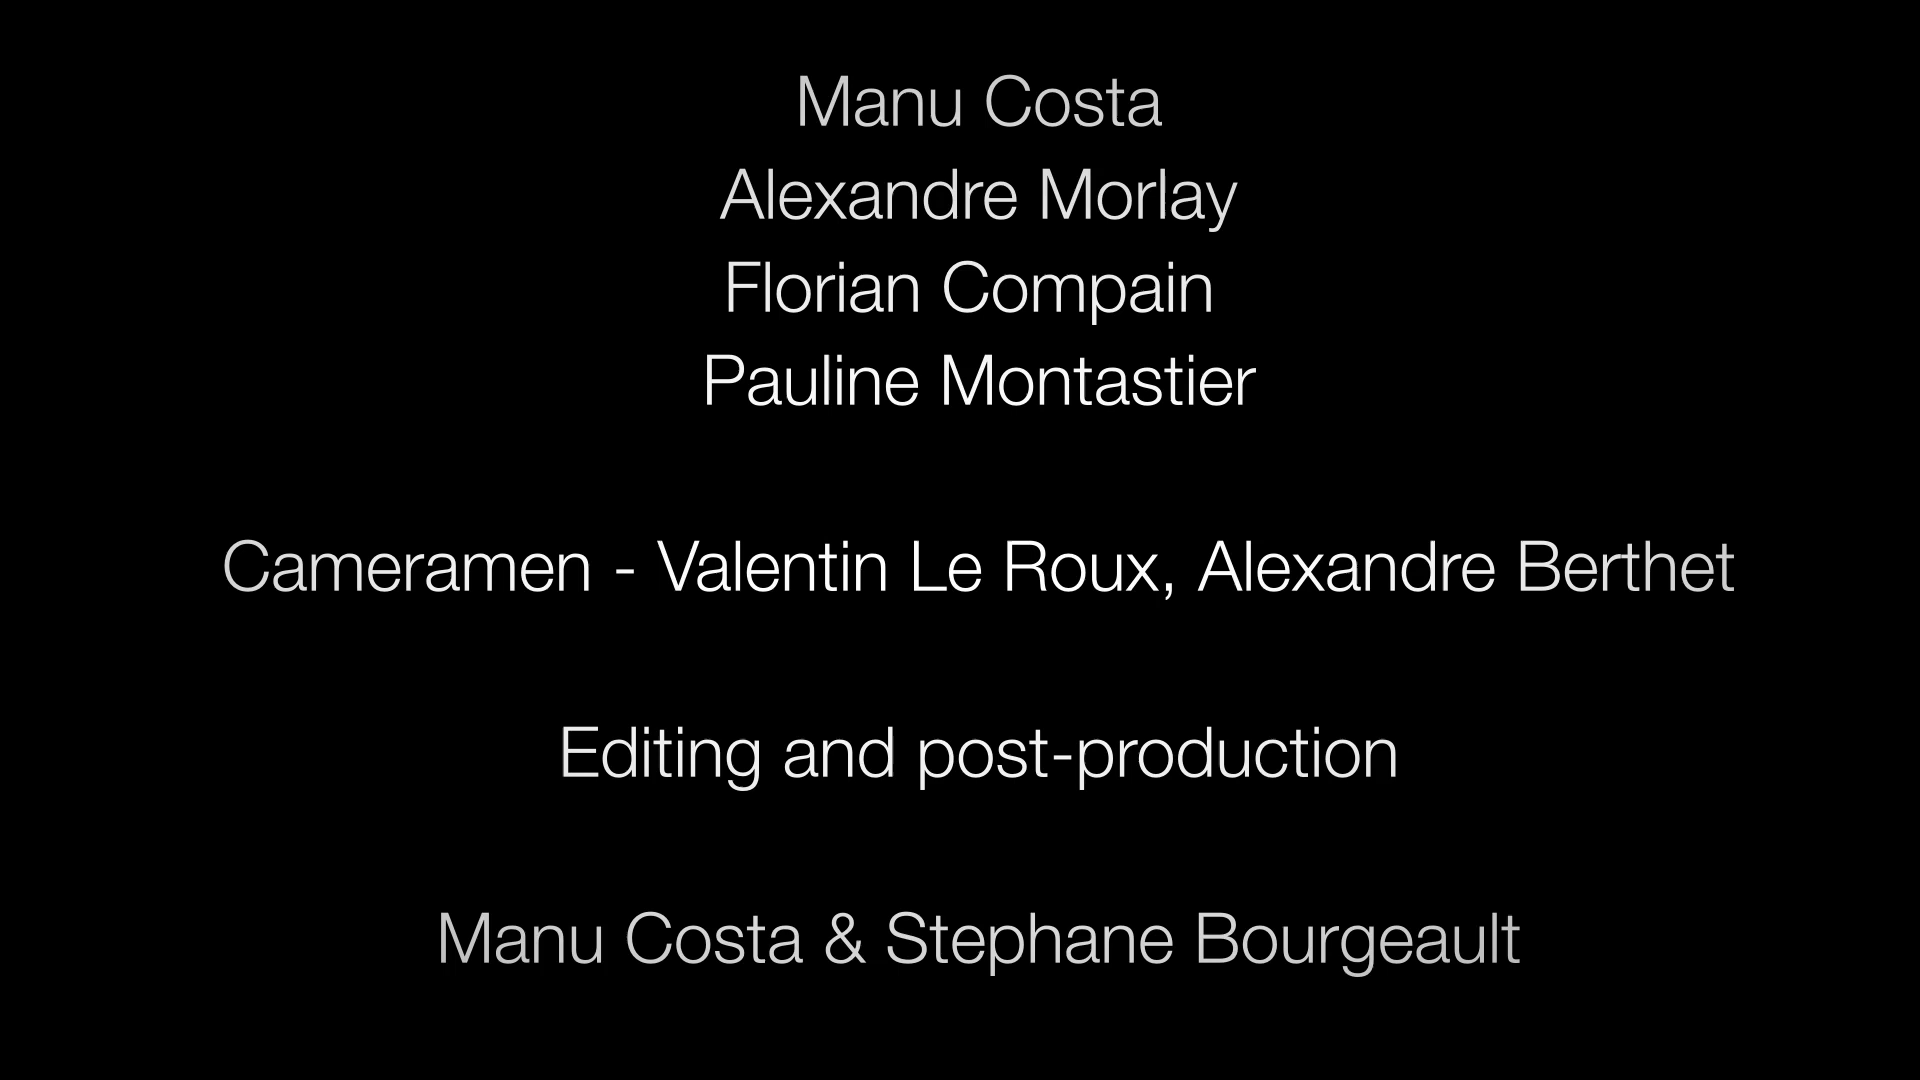 Manu Costa
Alexandre Morlay
Florian Compain
Pauline Montastier
Cameramen - Valentin Le Roux, Alexandre Berthet
Editing and post-production
Manu Costa & Stephane Bourgeault